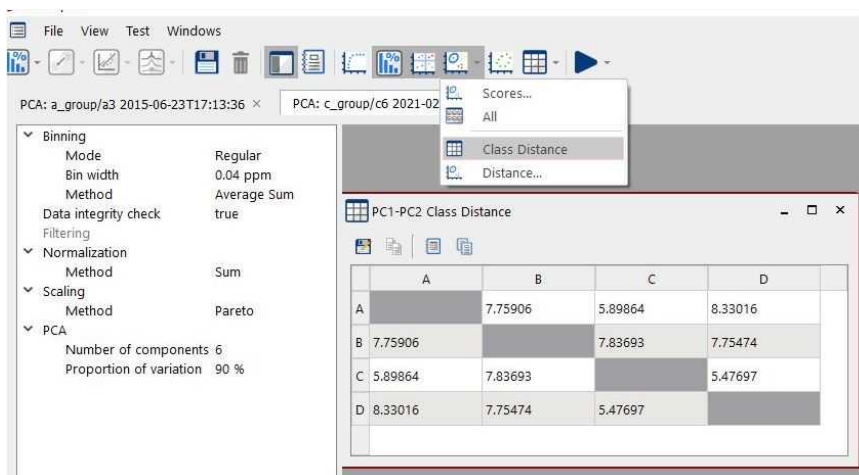 File View Test Windows
PCA: a_group/a3 2015-06-23T17:13:36 × PCA: c_group/c6 2021-02
Scores...
All
Class Distance
Distance...
Binning
Mode Regular
Bin width 0.04 ppm
Method Average Sum
Data integrity check true
Filtering
Normalization
Method Sum
Scaling
Method Pareto
PCA
Number of components 6
Proportion of variation 90 %
PC1-PC2 Class Distance
A B C D
A 7.75906 5.89864 8.33016
B 7.75906 7.83693 7.75474
C 5.89864 7.83693 5.47697
D 8.33016 7.75474 5.47697